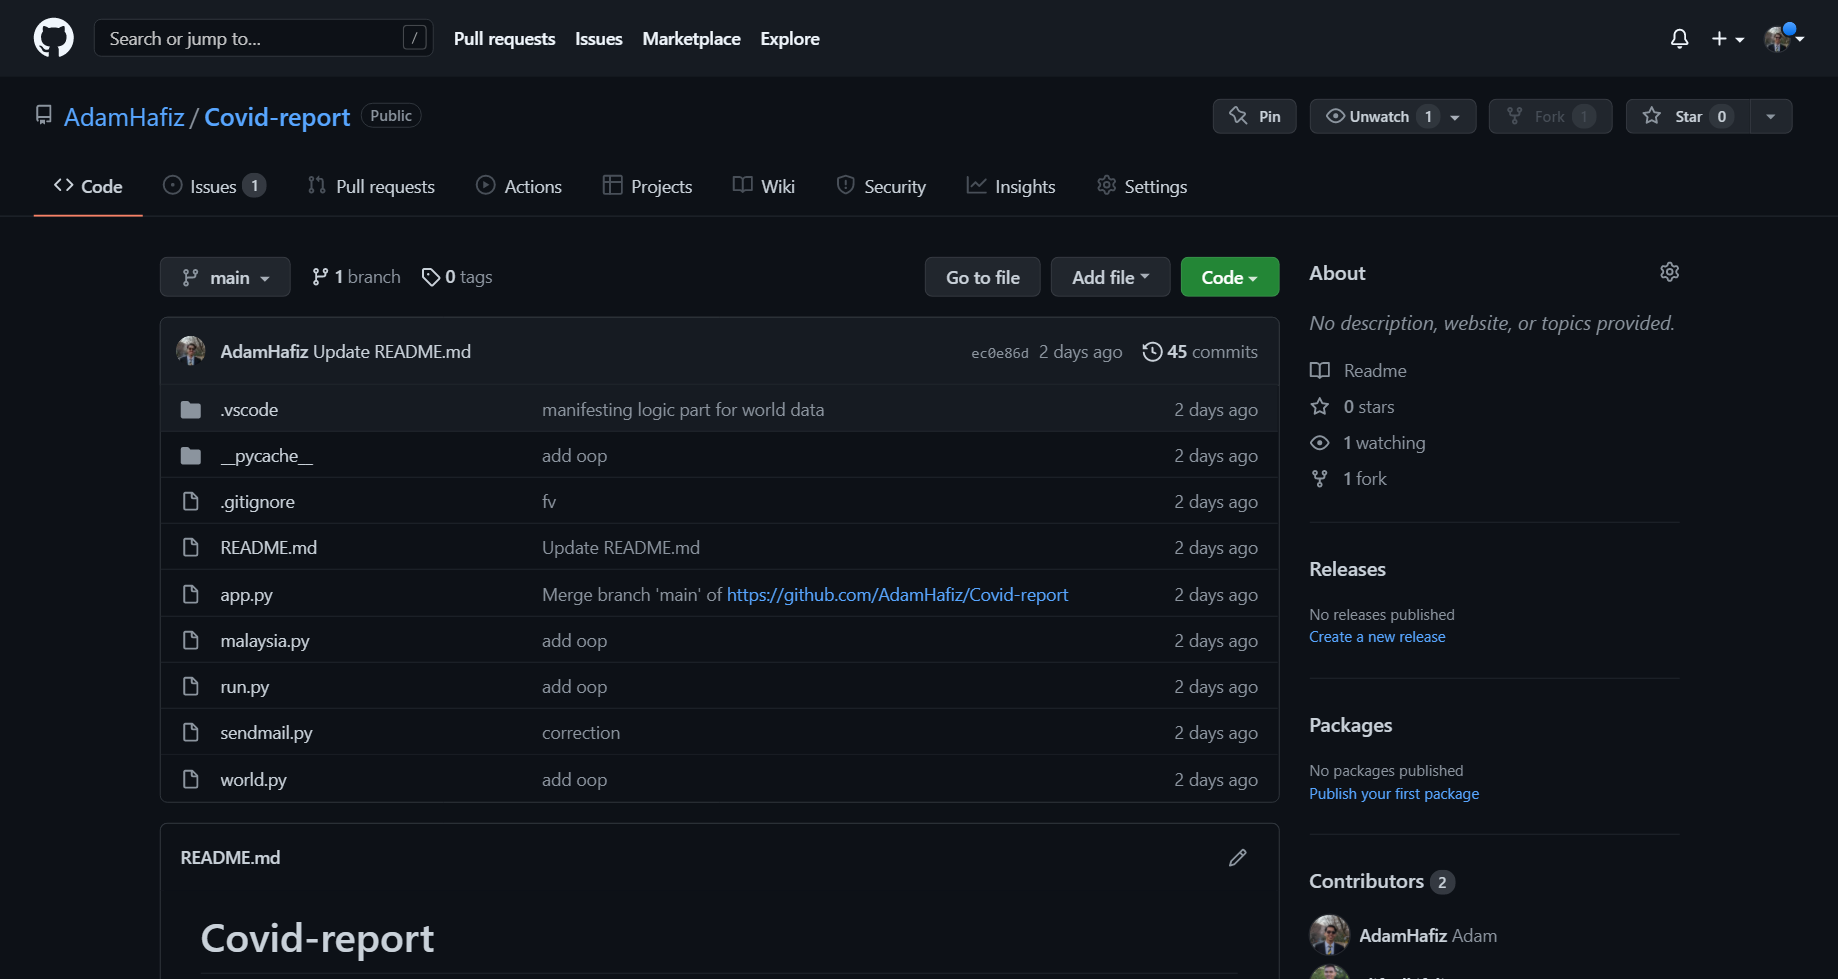 Search or jump to... / Pull requests Issues Marketplace Explore
AdamHafiz / Covid-report Public Pin Unwatch 1 Fork 1 Star 0
Code Issues 1 Pull requests Actions Projects Wiki Security Insights Settings
main 1 branch 0 tags Go to file Add file Code
AdamHafiz Update README.md ec0e86d 2 days ago 45 commits
.vscode manifesting logic part for world data 2 days ago
__pycache__ add oop 2 days ago
.gitignore fv 2 days ago
README.md Update README.md 2 days ago
app.py Merge branch 'main' of https://github.com/AdamHafiz/Covid-report 2 days ago
malaysia.py add oop 2 days ago
run.py add oop 2 days ago
sendmail.py correction 2 days ago
world.py add oop 2 days ago
README.md
Covid-report
About
No description, website, or topics provided.
Readme
0 stars
1 watching
1 fork
Releases
No releases published
Create a new release
Packages
No packages published
Publish your first package
Contributors 2
AdamHafiz Adam